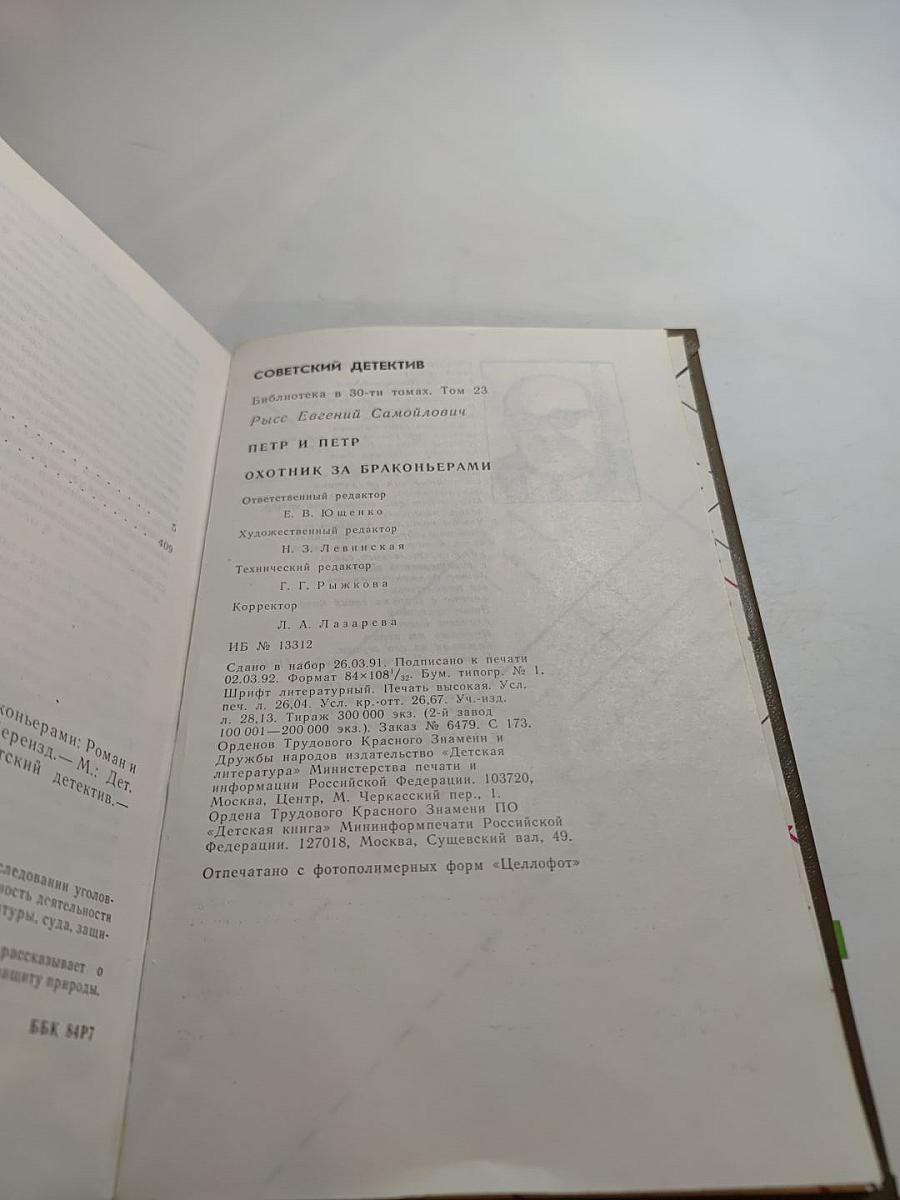 5
409
коньерами: Роман и
ереизд.— М.: Дет.
тский детектив.—
следовании уголов-
ность деятельности
туры, суда, защи-
рассказывает о
защиту природы.
ББК 84Р7
СОВЕТСКИЙ ДЕТЕКТИВ
Библиотека в 30-ти томах. Том 23
Рысс Евгений Самойлович
ПЕТР И ПЕТР
ОХОТНИК ЗА БРАКОНЬЕРАМИ
Ответственный редактор
Е. В. Ющенко
Художественный редактор
Н. З. Левинская
Технический редактор
Г. Г. Рыжкова
Корректор
Л. А. Лазарева
ИБ № 13312
Сдано в набор 26.03.91. Подписано к печати
02.03.92. Формат 84×108¹/₃₂. Бум. типогр. № 1.
Шрифт литературный. Печать высокая. Усл.
печ. л. 26,04. Усл. кр.-отт. 26,67. Уч.-изд.
л. 28,13. Тираж 300 000 экз. (2-й завод
100 001—200 000 экз.). Заказ № 6479. С 173.
Орденов Трудового Красного Знамени и
Дружбы народов издательство «Детская
литература» Министерства печати и
информации Российской Федерации. 103720,
Москва, Центр, М. Черкасский пер., 1.
Ордена Трудового Красного Знамени ПО
«Детская книга» Мининформпечати Российской
Федерации. 127018, Москва, Сущевский вал, 49.
Отпечатано с фотополимерных форм «Целлофот»